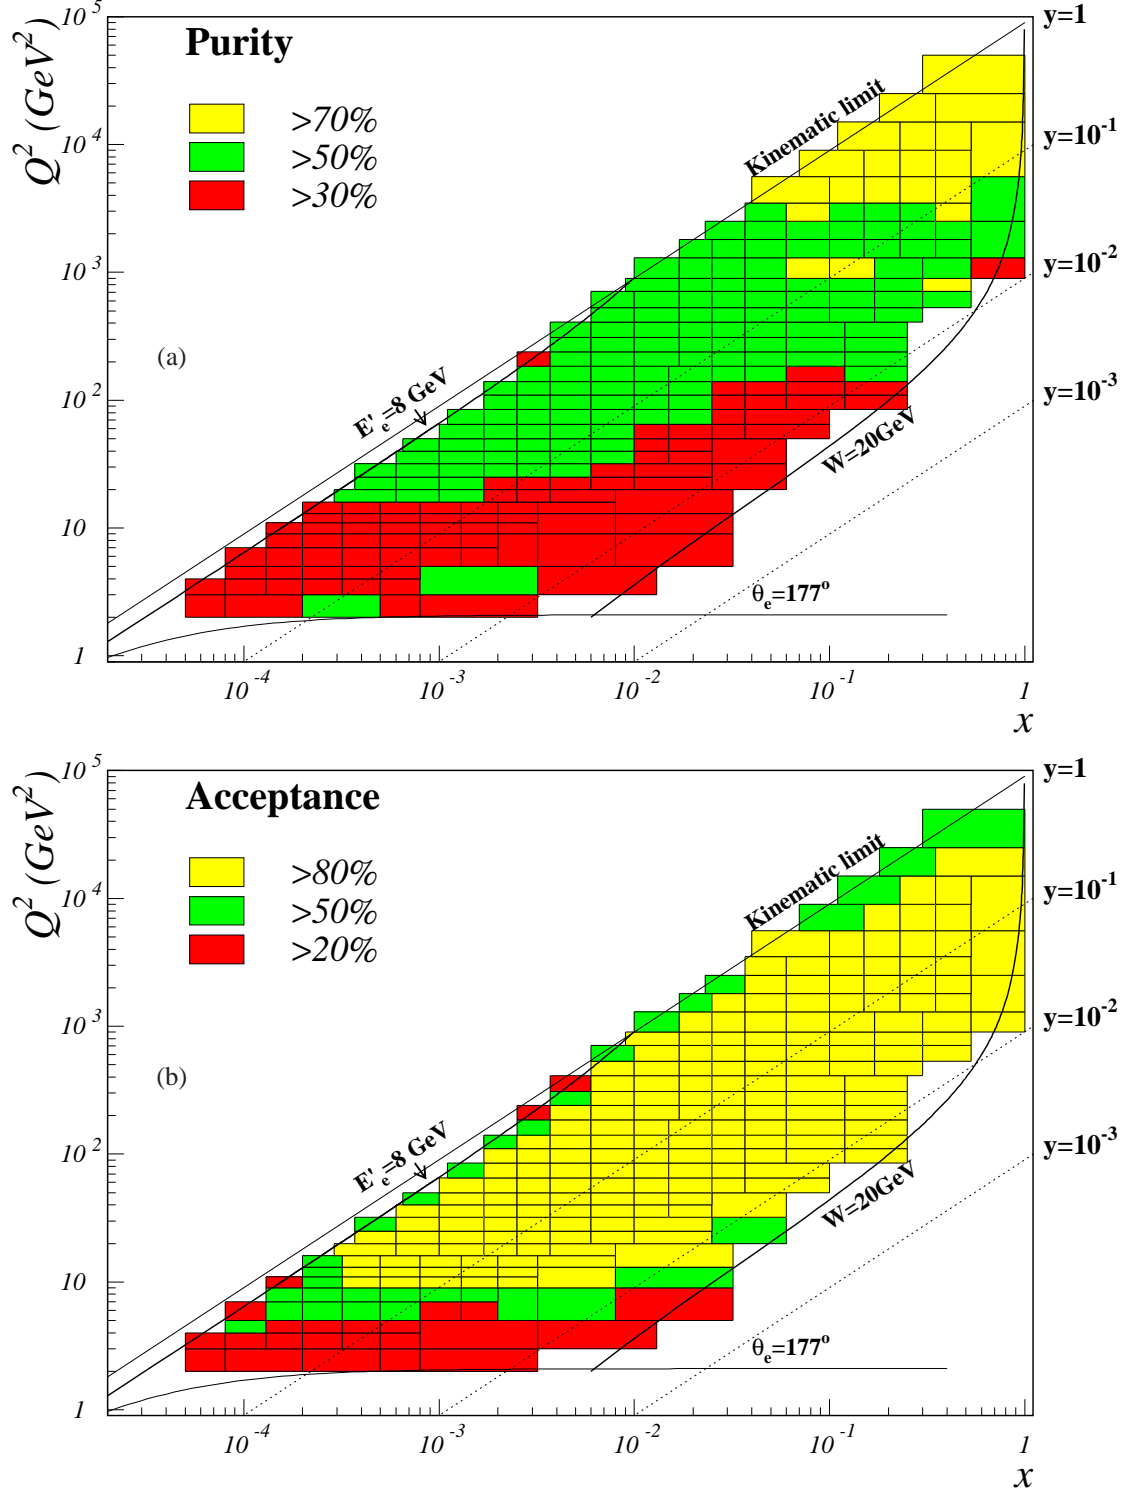 Purity
Q² (GeV²)
>70%
>50%
>30%
10⁵
10⁴
10³
10²
10
1
y=1
y=10⁻¹
y=10⁻²
y=10⁻³
Kinematic limit
(a)
E'ₑ=8 GeV
W=20GeV
θₑ=177°
10⁻⁴ 10⁻³ 10⁻² 10⁻¹ 1
x
Acceptance
Q² (GeV²)
>80%
>50%
>20%
10⁵
10⁴
10³
10²
10
1
y=1
y=10⁻¹
y=10⁻²
y=10⁻³
Kinematic limit
(b)
E'ₑ=8 GeV
W=20GeV
θₑ=177°
10⁻⁴ 10⁻³ 10⁻² 10⁻¹ 1
x